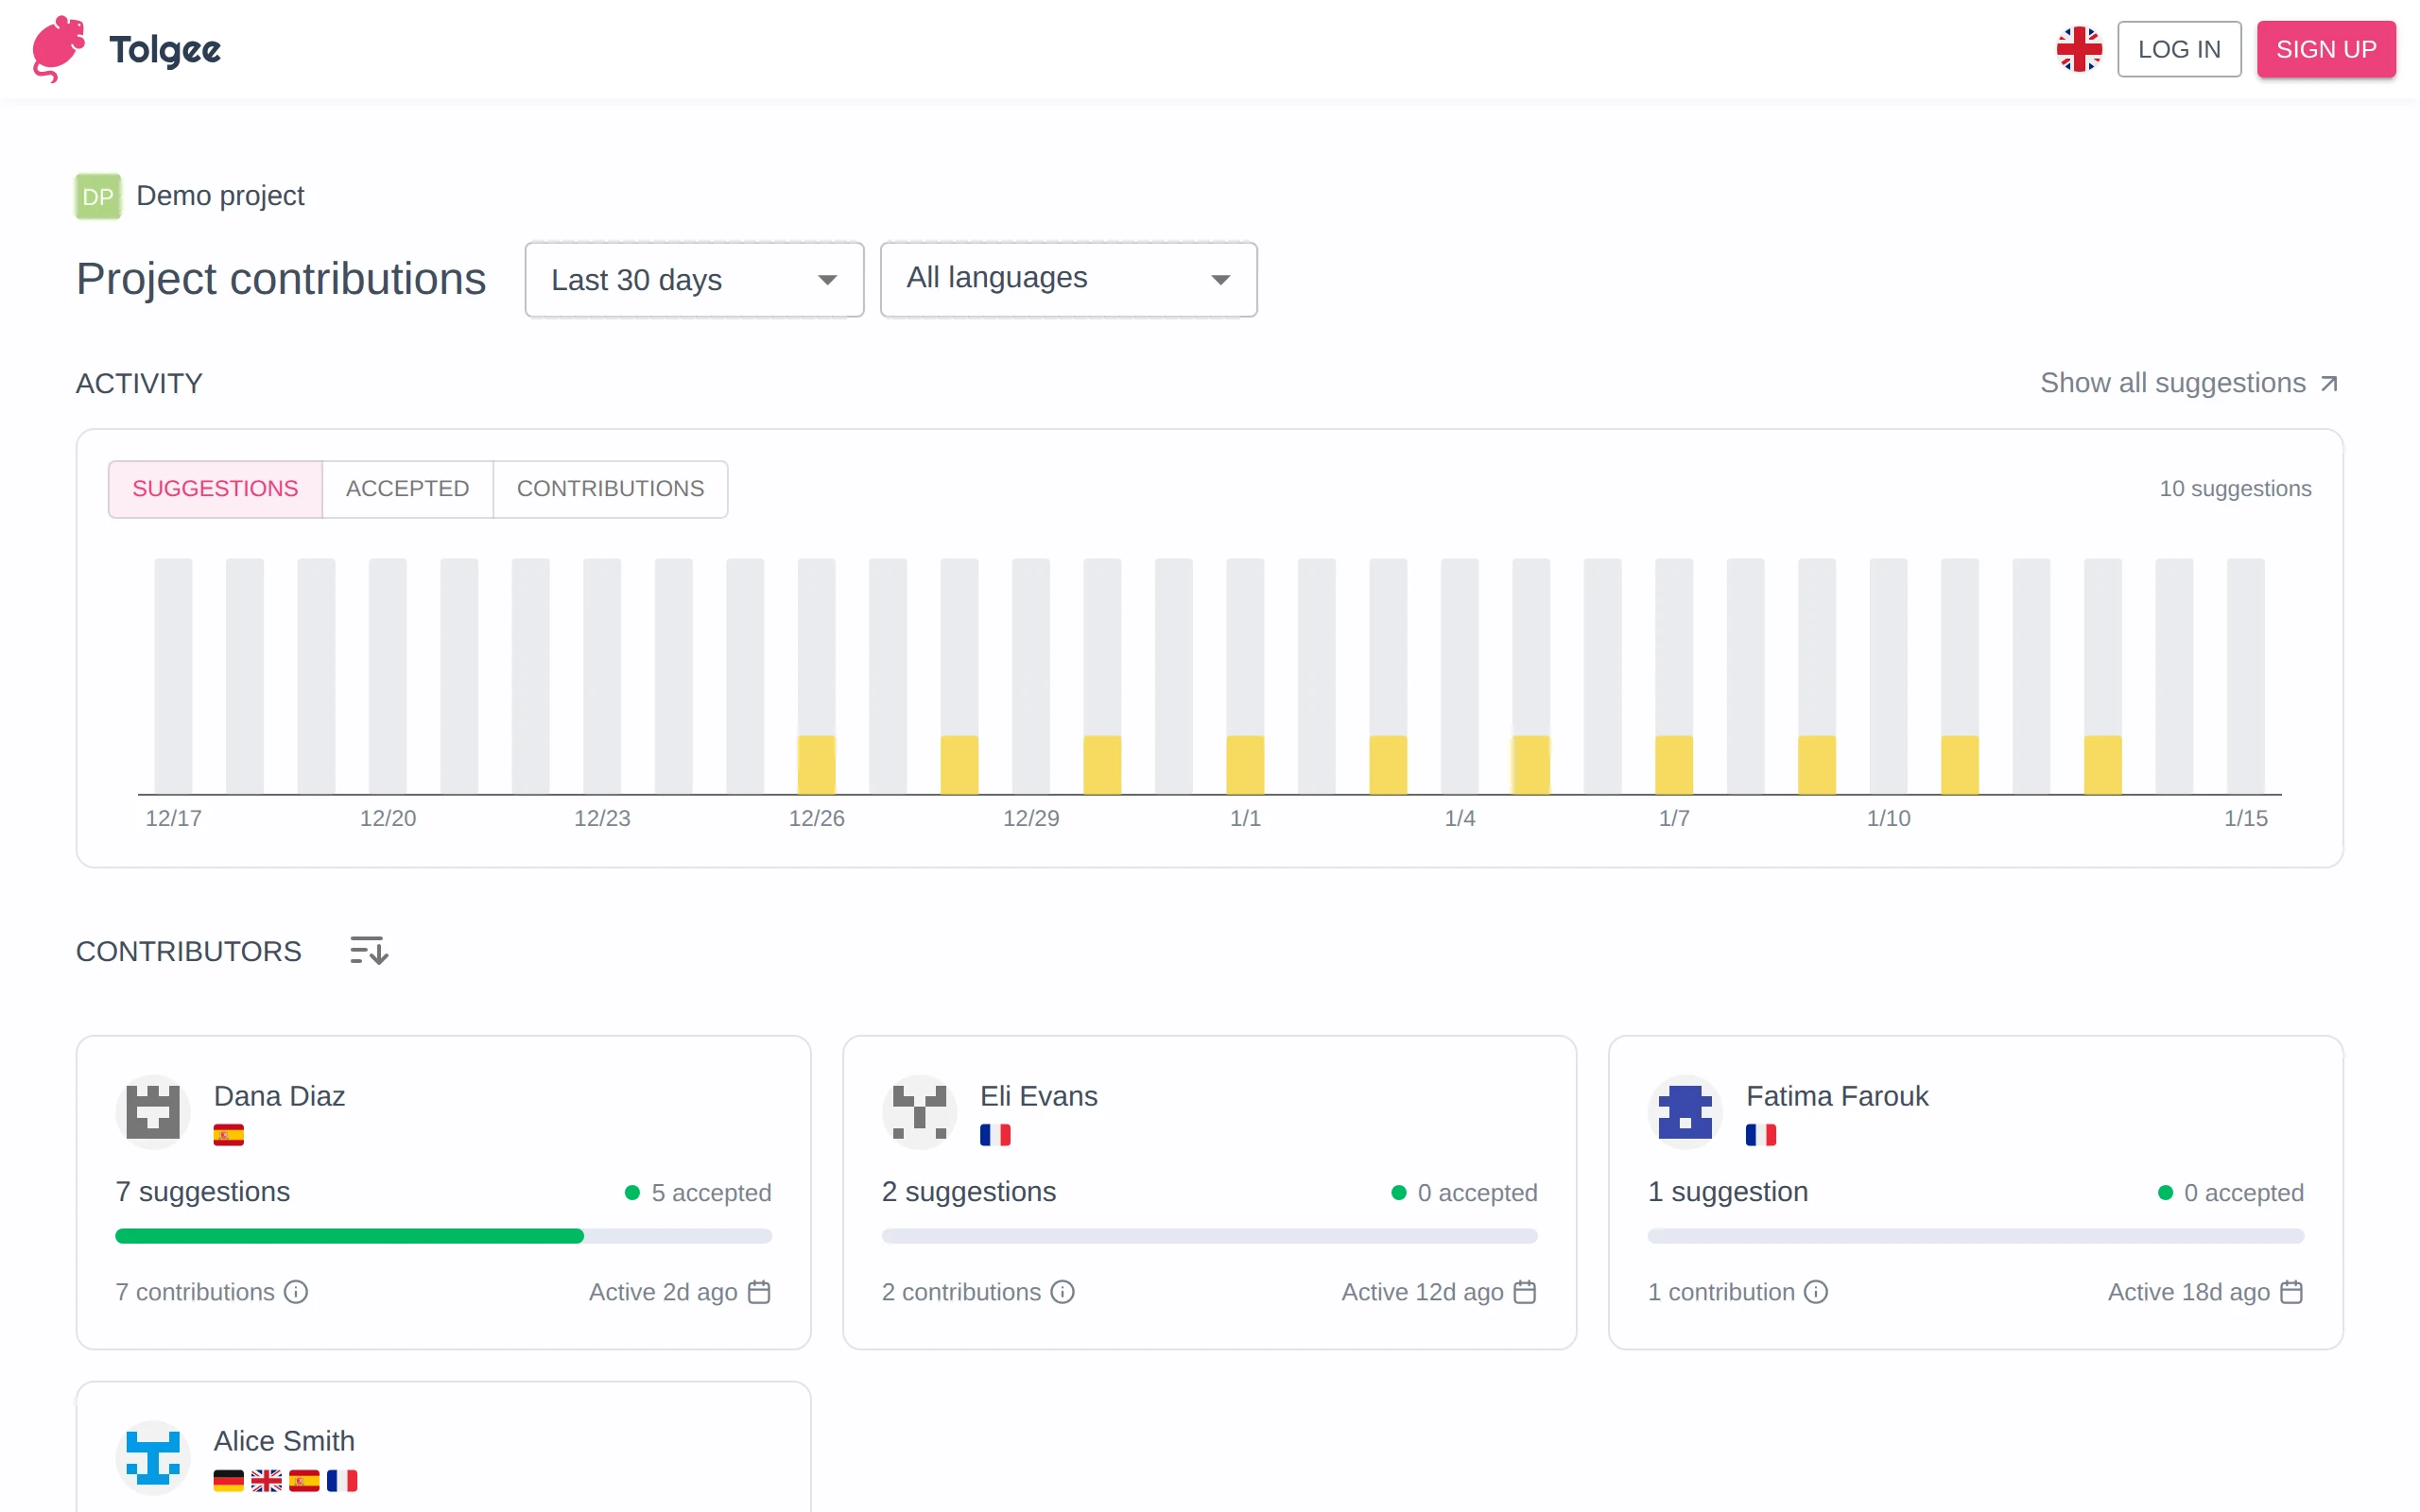 Tolgee
LOG IN
SIGN UP
DP
Demo project
Project contributions
Last 30 days
All languages
ACTIVITY
Show all suggestions
SUGGESTIONS
ACCEPTED
CONTRIBUTIONS
10 suggestions
12/17
12/20
12/23
12/26
12/29
1/1
1/4
1/7
1/10
1/15
CONTRIBUTORS
Dana Diaz
7 suggestions
5 accepted
7 contributions
Active 2d ago
Eli Evans
2 suggestions
0 accepted
2 contributions
Active 12d ago
Fatima Farouk
1 suggestion
0 accepted
1 contribution
Active 18d ago
Alice Smith